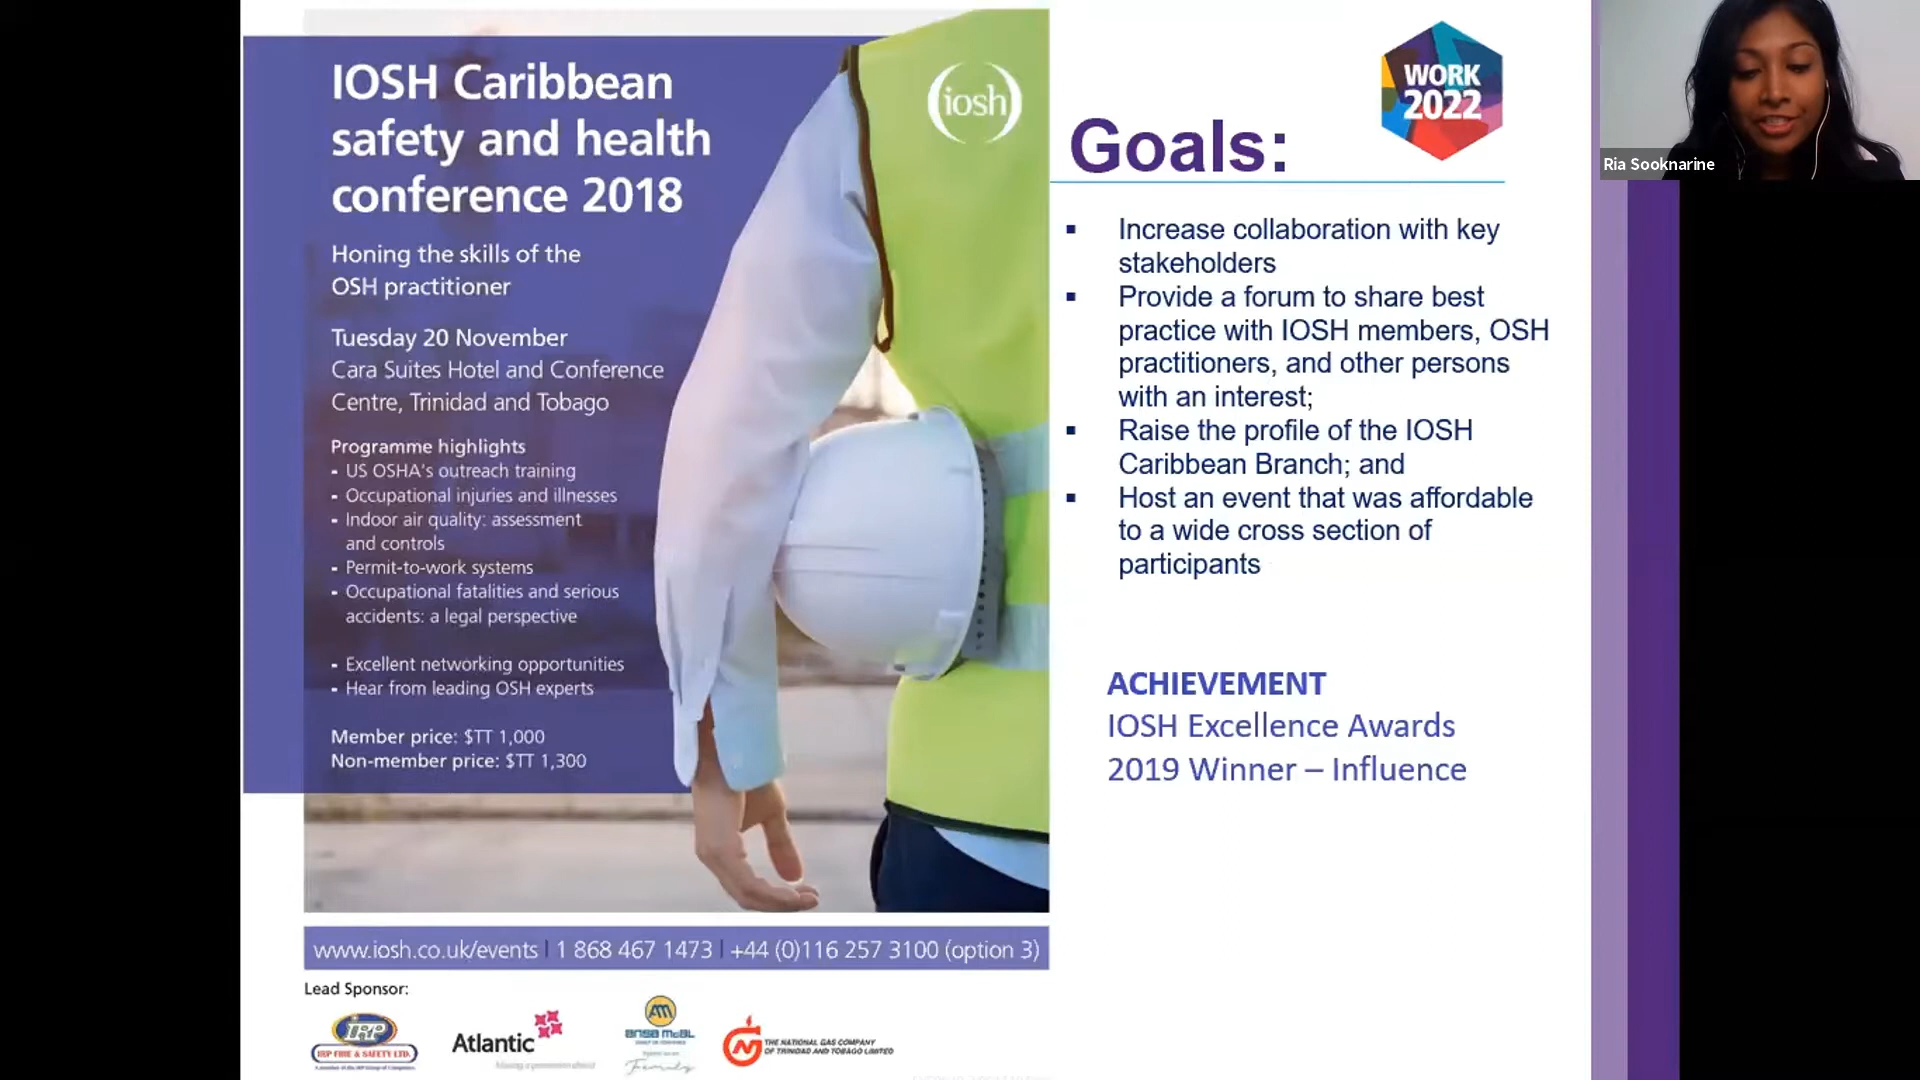 IOSH Caribbean
safety and health
conference 2018
Honing the skills of the
OSH practitioner
Tuesday 20 November
Cara Suites Hotel and Conference
Centre, Trinidad and Tobago
Programme highlights
- US OSHA's outreach training
- Occupational injuries and illnesses
- Indoor air quality: assessment
and controls
- Permit-to-work systems
- Occupational fatalities and serious
accidents: a legal perspective
- Excellent networking opportunities
- Hear from leading OSH experts
Member price: $TT 1,000
Non-member price: $TT 1,300
(iosh)
www.iosh.co.uk/events | 1 868 467 1473 | +44 (0)116 257 3100 (option 3)
Lead Sponsor:
IRP
IRP FIRE & SAFETY LTD.
Atlantic
ansa mcal
Family
THE NATIONAL GAS COMPANY
OF TRINIDAD AND TOBAGO LIMITED
WORK
2022
Goals:
▪ Increase collaboration with key
stakeholders
▪ Provide a forum to share best
practice with IOSH members, OSH
practitioners, and other persons
with an interest;
▪ Raise the profile of the IOSH
Caribbean Branch; and
▪ Host an event that was affordable
to a wide cross section of
participants
ACHIEVEMENT
IOSH Excellence Awards
2019 Winner – Influence
Ria Sooknarine